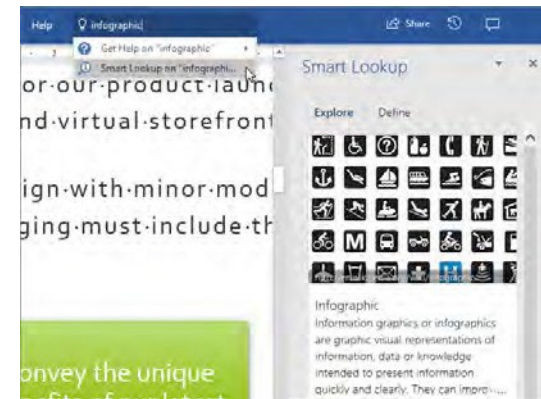 Help infographic Share
Get Help on "infographic"
Smart Lookup on "infographi...
or·our·product·laun
nd·virtual·storefront
ign·with·minor·mod
ging·must·include·th
onvey the unique
Smart Lookup
Explore Define
M
H
Infographic
Information graphics or infographics
are graphic visual representations of
information, data or knowledge
intended to present information
quickly and clearly. They can impro...